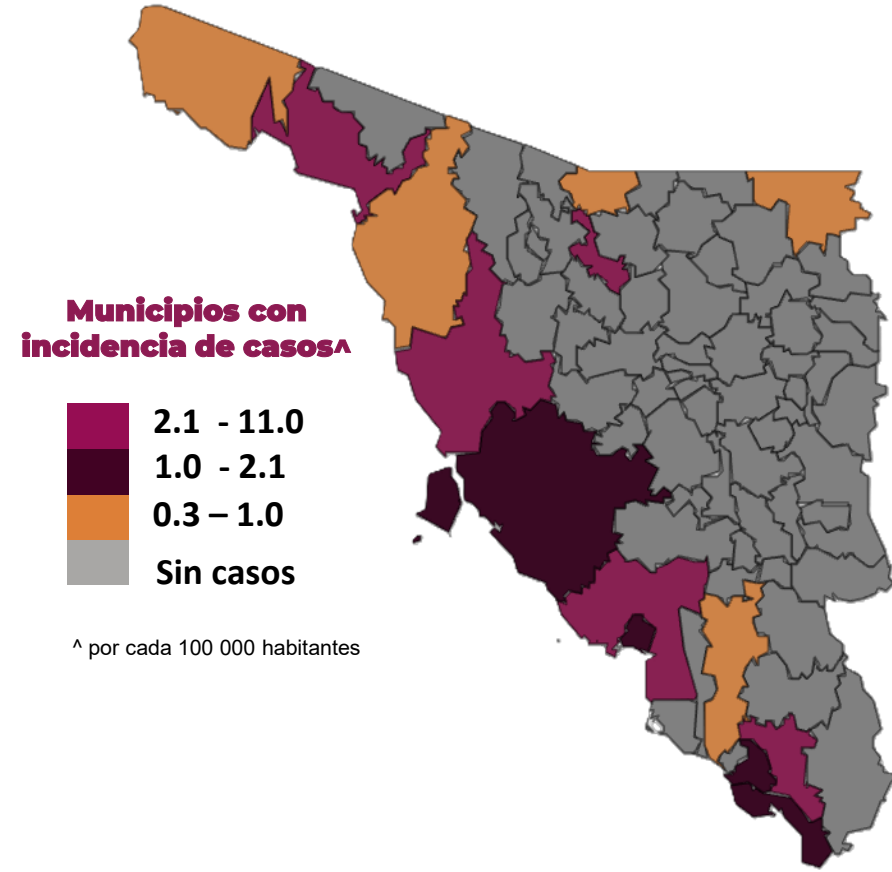 Municipios con
incidencia de casos^
2.1 - 11.0
1.0 - 2.1
0.3 – 1.0
Sin casos
^ por cada 100 000 habitantes